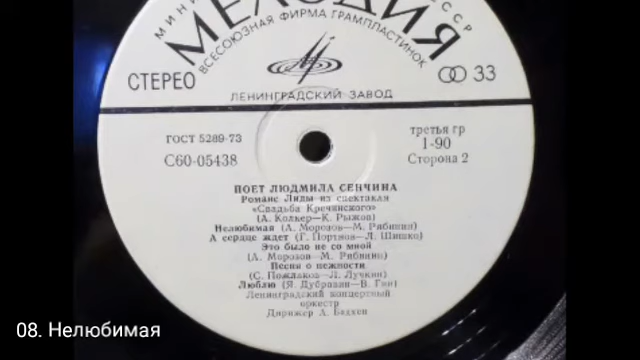 МИНИ СССР
МЕЛОДИЯ
ВСЕСОЮЗНАЯ ФИРМА ГРАМПЛАСТИНОК
СТЕРЕО 33
ЛЕНИНГРАДСКИЙ ЗАВОД
ГОСТ 5289-73 третья гр
С60-05438 1-90
Сторона 2
ПОЕТ ЛЮДМИЛА СЕНЧИНА
Романс Лиды из спектакля
«Свадьба Кречинского»
(А. Колкер—К. Рыжов)
Нелюбимая (А. Морозов—М. Рябинин)
А сердце ждет (Г. Портнов—Л. Шишко)
Это было не со мной
(А. Морозов—М. Рябинин)
Песня о нежности
(С. Пожлаков—Л. Лучкин)
Люблю (Я. Дубравин—В. Гин)
Ленинградский концертный
оркестр
Дирижер А. Бадхен
08. Нелюбимая